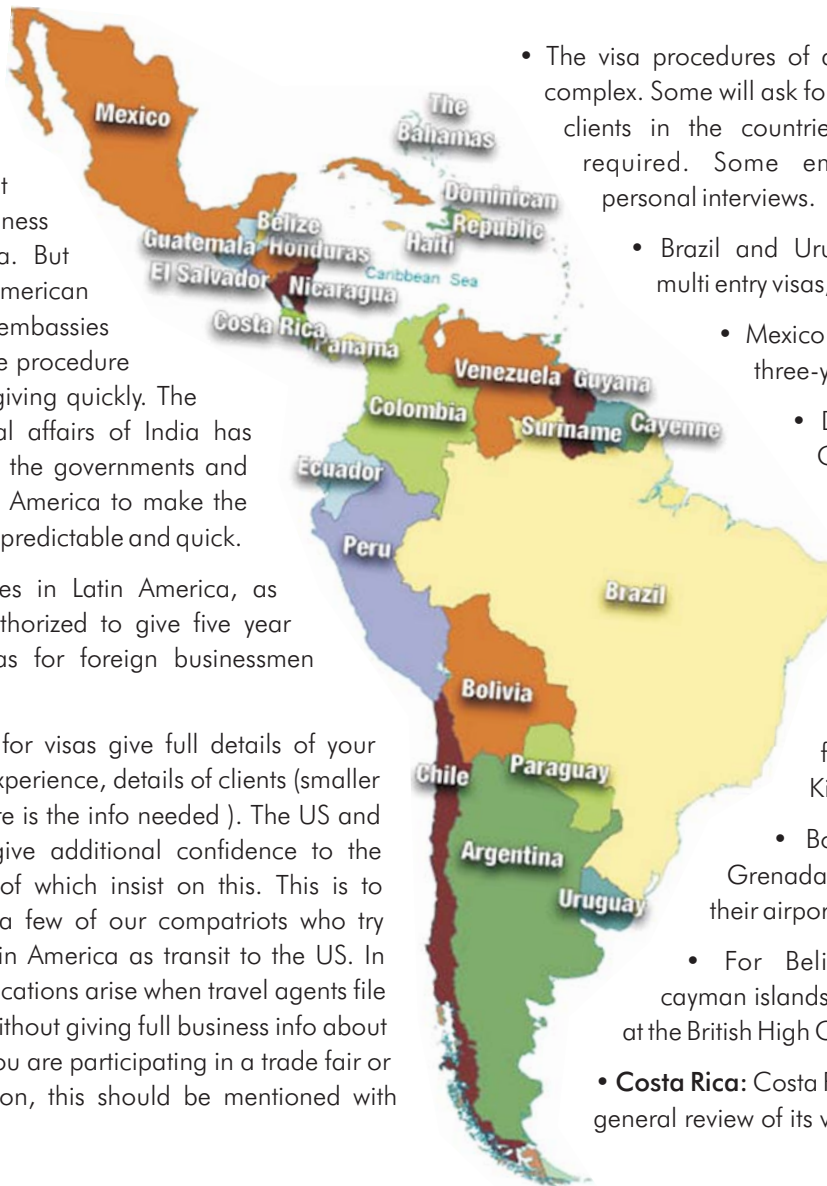 t
ness
a. But
merican
embassies
e procedure
giving quickly. The
al affairs of India has
the governments and
America to make the
predictable and quick.
es in Latin America, as
thorized to give five year
as for foreign businessmen
for visas give full details of your
xperience, details of clients (smaller
re is the info needed ). The US and
give additional confidence to the
of which insist on this. This is to
a few of our compatriots who try
in America as transit to the US. In
ications arise when travel agents file
ithout giving full business info about
ou are participating in a trade fair or
on, this should be mentioned with
Mexico
The
Bahamas
Dominican
Republic
Haiti
Belize
Guatemala
Honduras
El Salvador
Nicaragua
Caribbean Sea
Costa Rica
Panama
Venezuela
Guyana
Colombia
Suriname
Cayenne
Ecuador
Peru
Brazil
Bolivia
Chile
Paraguay
Argentina
Uruguay
• The visa procedures of
complex. Some will ask fo
clients in the countrie
required. Some en
personal interviews.
• Brazil and Uru
multi entry visas,
• Mexico
three-y
• D
f
Ki
• Bo
Grenada
their airpor
• For Beli
cayman islands
at the British High C
• Costa R
general review of its v